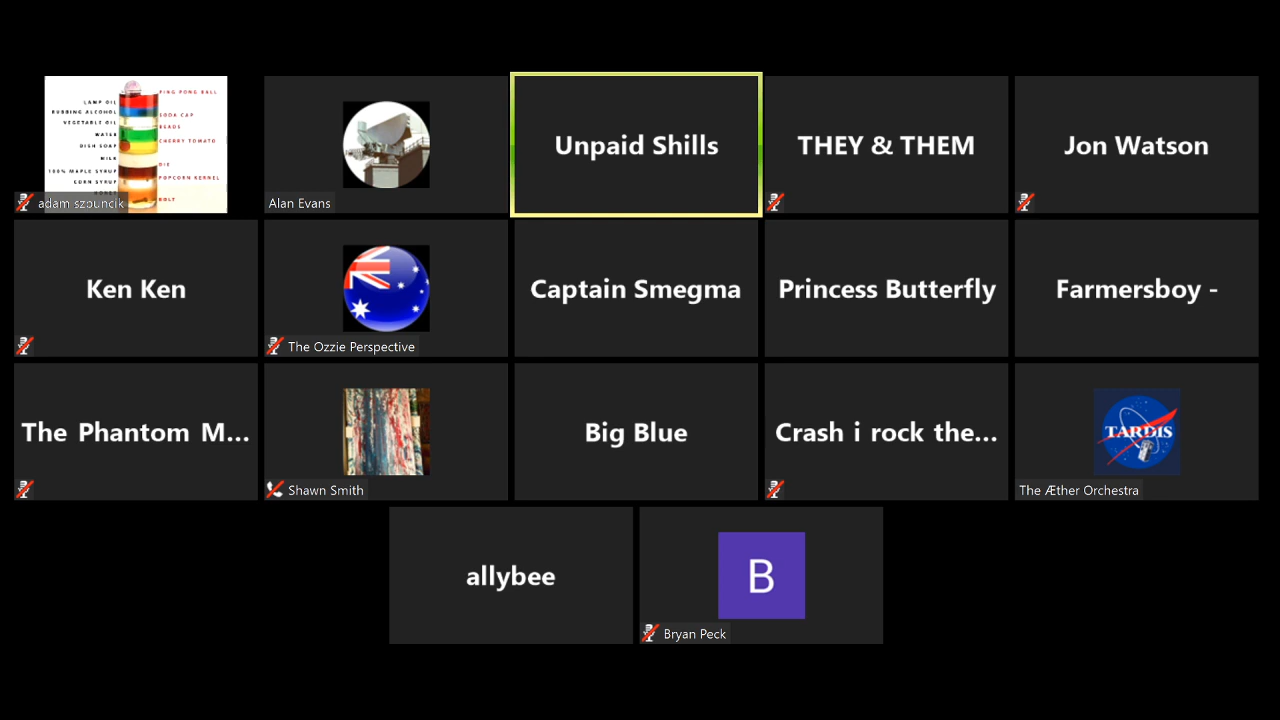 LAMP OIL
RUBBING ALCOHOL
VEGETABLE OIL
WATER
DISH SOAP
MILK
100% MAPLE SYRUP
CORN SYRUP
PING PONG BALL
SODA CAP
BEADS
CHERRY TOMATO
DIE
POPCORN KERNEL
BOLT
adam szpuncik
Alan Evans
Unpaid Shills
THEY & THEM
Jon Watson
Ken Ken
The Ozzie Perspective
Captain Smegma
Princess Butterfly
Farmersboy -
The Phantom M...
Shawn Smith
Big Blue
Crash i rock the...
TARDIS
The Æther Orchestra
allybee
B
Bryan Peck